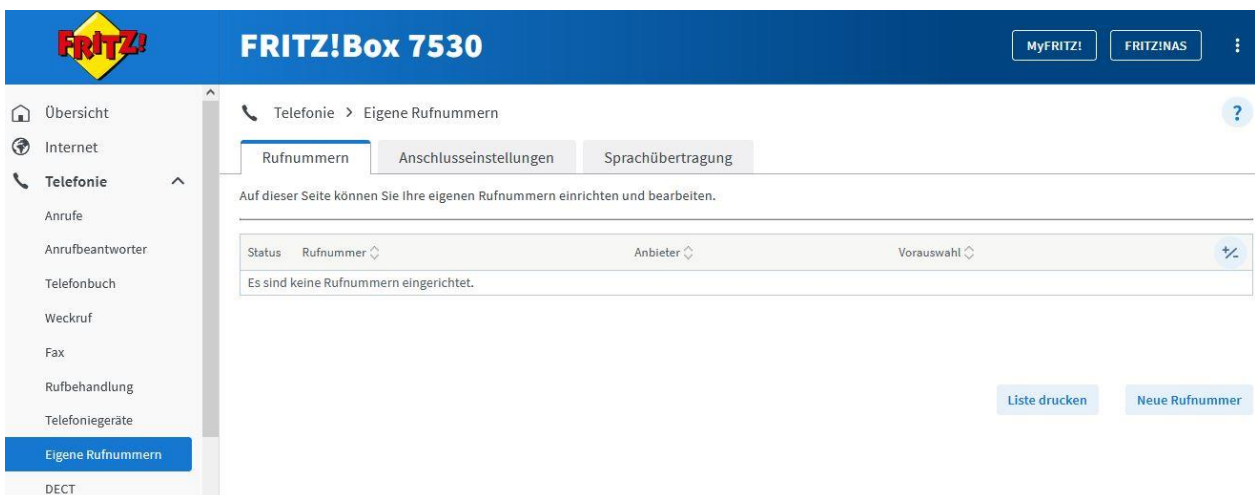 FRITZ!
FRITZ!Box 7530
MyFRITZ!
FRITZ!NAS
Übersicht
Internet
Telefonie
Anrufe
Anrufbeantworter
Telefonbuch
Weckruf
Fax
Rufbehandlung
Telefoniegeräte
Eigene Rufnummern
DECT
Telefonie > Eigene Rufnummern
?
Rufnummern Anschlusseinstellungen Sprachübertragung
Auf dieser Seite können Sie Ihre eigenen Rufnummern einrichten und bearbeiten.
Status Rufnummer Anbieter Vorauswahl +/-
Es sind keine Rufnummern eingerichtet.
Liste drucken Neue Rufnummer